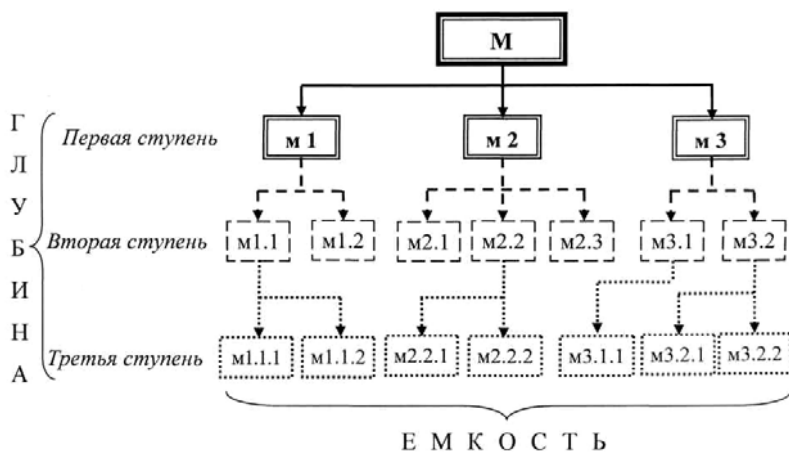 М
Первая ступень м 1 м 2 м 3
Вторая ступень м1.1 м1.2 м2.1 м2.2 м2.3 м3.1 м3.2
Третья ступень м1.1.1 м1.1.2 м2.2.1 м2.2.2 м3.1.1 м3.2.1 м3.2.2
ГЛУБИНА
Е М К О С Т Ь